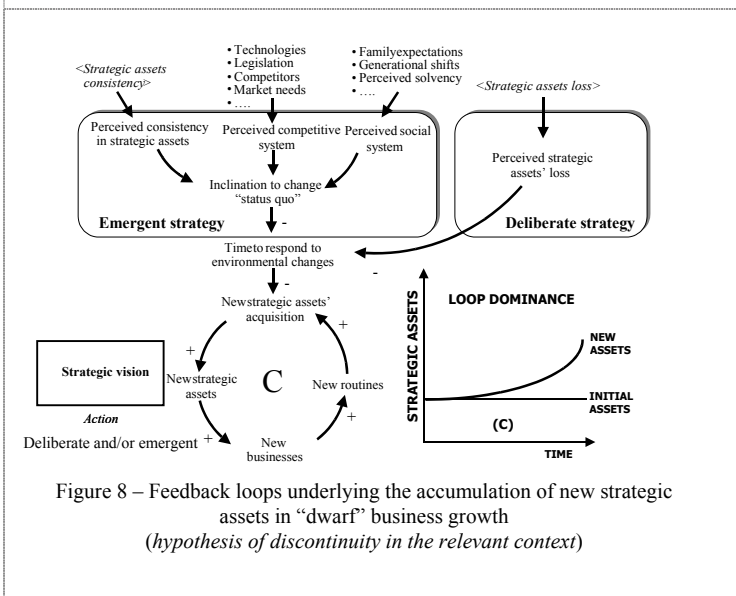 <Strategic assets
consistency>
• Technologies
• Legislation
• Competitors
• Market needs
• ....
• Familyexpectations
• Generational shifts
• Perceived solvency
• ....
<Strategic assets loss>
Perceived consistency
in strategic assets
Perceived competitive
system
Perceived social
system
Perceived strategic
assets' loss
Inclination to change
"status quo"
Emergent strategy
-
Deliberate strategy
Timeto respond to
environmental changes
-
-
Newstrategic assets'
acquisition
+
+
Strategic vision
Newstrategic
assets
C
New routines
Action
Deliberate and/or emergent
+
+
New
businesses
STRATEGIC ASSETS
LOOP DOMINANCE
NEW
ASSETS
INITIAL
ASSETS
(C)
TIME
Figure 8 – Feedback loops underlying the accumulation of new strategic
assets in "dwarf" business growth
(hypothesis of discontinuity in the relevant context)